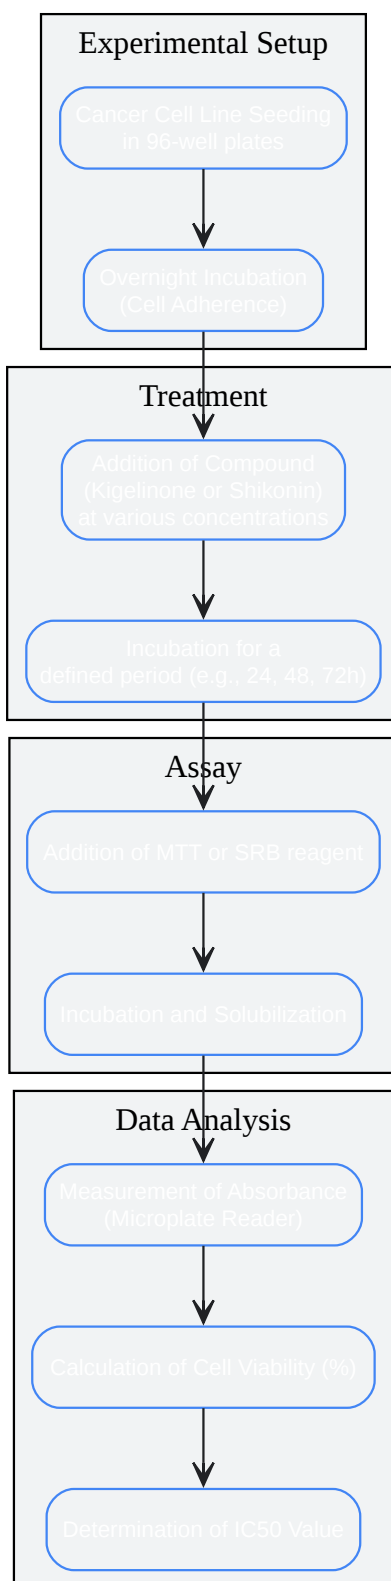 Experimental Setup
Cancer Cell Line Seeding
in 96-well plates
Overnight Incubation
(Cell Adherence)
Treatment
Addition of Compound
(Kigelinone or Shikonin)
at various concentrations
Incubation for a
defined period (e.g., 24, 48, 72h)
Assay
Addition of MTT or SRB reagent
Incubation and Solubilization
Data Analysis
Measurement of Absorbance
(Microplate Reader)
Calculation of Cell Viability (%)
Determination of IC50 Value